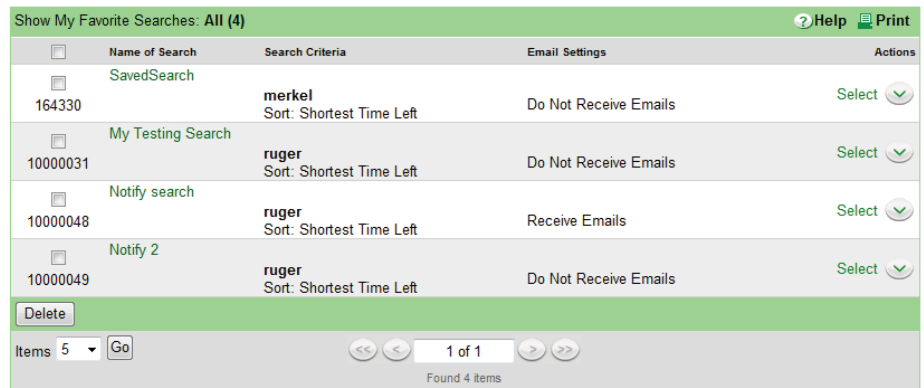 Show My Favorite Searches: All (4) ?Help Print
Name of Search Search Criteria Email Settings Actions
SavedSearch
164330 merkel Do Not Receive Emails Select
Sort: Shortest Time Left
My Testing Search
10000031 ruger Do Not Receive Emails Select
Sort: Shortest Time Left
Notify search
10000048 ruger Receive Emails Select
Sort: Shortest Time Left
Notify 2
10000049 ruger Do Not Receive Emails Select
Sort: Shortest Time Left
Delete
Items 5 Go << < 1 of 1 > >>
Found 4 items